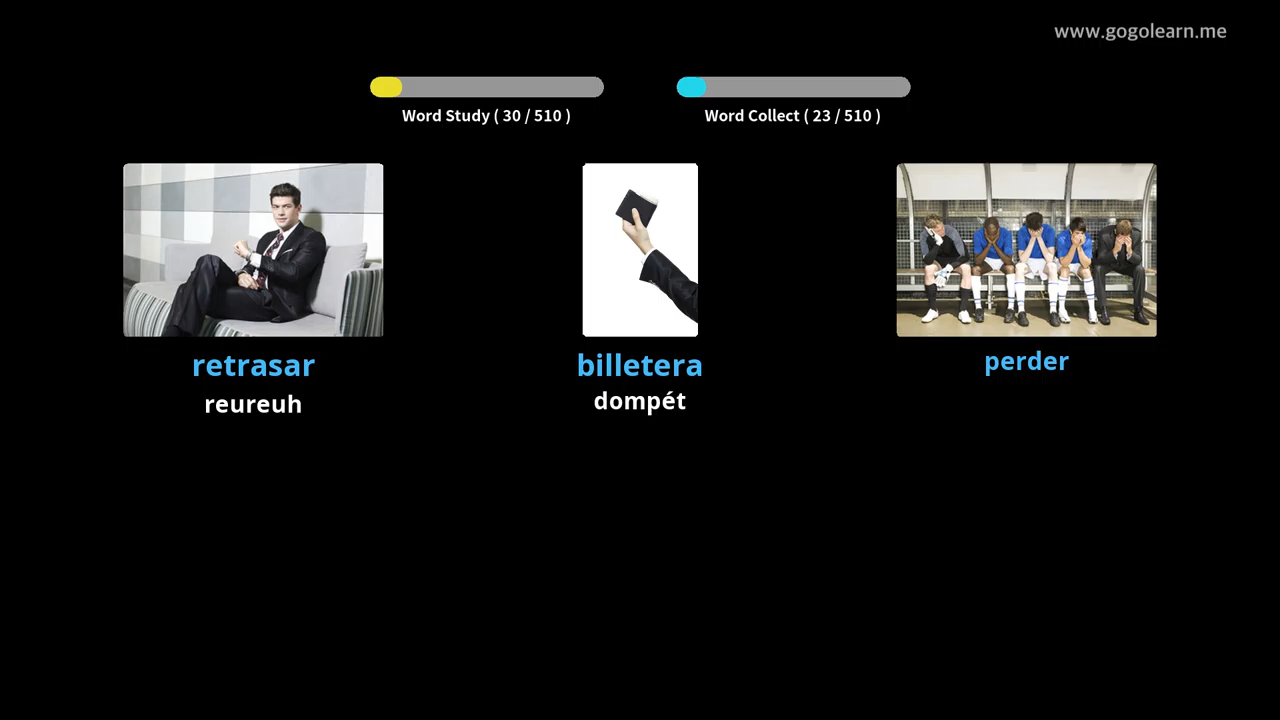 www.gogolearn.me
Word Study ( 30 / 510 )
Word Collect ( 23 / 510 )
retrasar
reureuh
billetera
dompét
perder